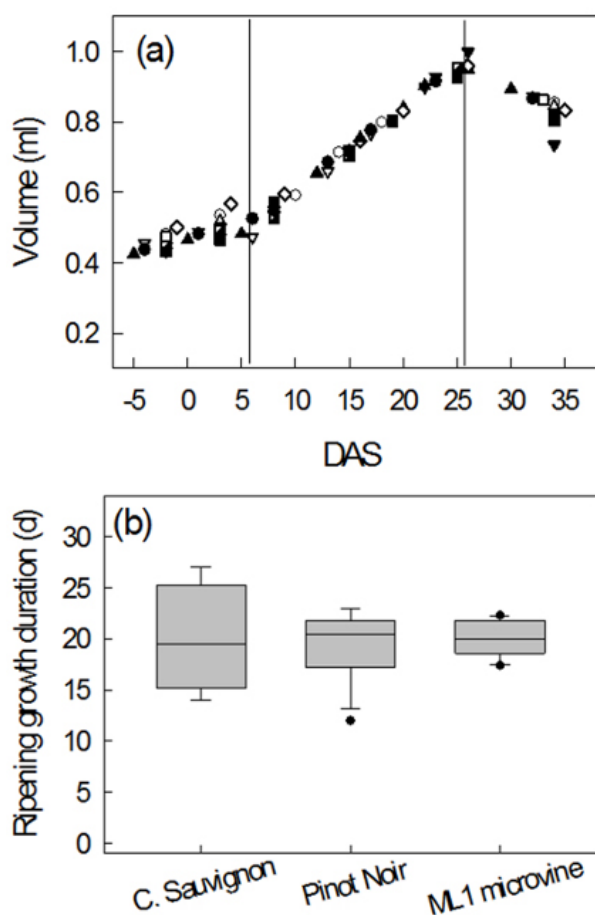 (a)
Volume (ml)
1.0
0.8
0.6
0.4
0.2
-5 0 5 10 15 20 25 30 35
DAS
(b)
Ripening growth duration (d)
30
25
20
15
10
5
0
C. Sauvignon Pinot Noir ML1 microvine